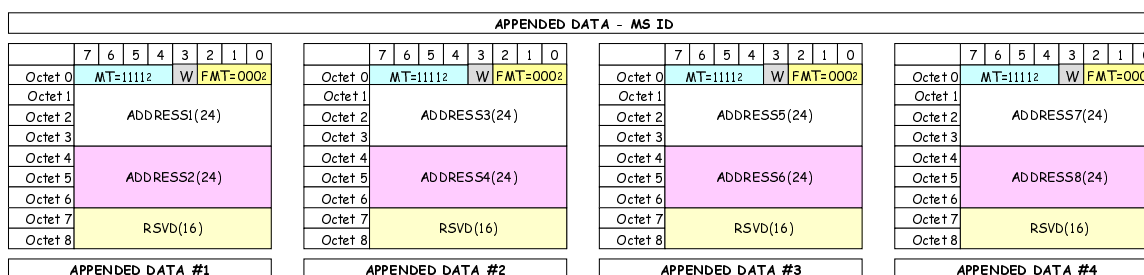 APPENDED DATA - MS ID
7 6 5 4 3 2 1 0 7 6 5 4 3 2 1 0 7 6 5 4 3 2 1 0 7 6 5 4 3 2 1
Octet 0 MT=1111₂ W FMT=000₂ Octet 0 MT=1111₂ W FMT=000₂ Octet 0 MT=1111₂ W FMT=000₂ Octet 0 MT=1111₂ W FMT=000
Octet 1 Octet 1 Octet 1 Octet 1
Octet 2 ADDRESS1(24) Octet 2 ADDRESS3(24) Octet 2 ADDRESS5(24) Octet 2 ADDRESS7(24)
Octet 3 Octet 3 Octet 3 Octet 3
Octet 4 Octet 4 Octet 4 Octet 4
Octet 5 ADDRESS2(24) Octet 5 ADDRESS4(24) Octet 5 ADDRESS6(24) Octet 5 ADDRESS8(24)
Octet 6 Octet 6 Octet 6 Octet 6
Octet 7 RSVD(16) Octet 7 RSVD(16) Octet 7 RSVD(16) Octet 7 RSVD(16)
Octet 8 Octet 8 Octet 8 Octet 8
APPENDED DATA #1 APPENDED DATA #2 APPENDED DATA #3 APPENDED DATA #4